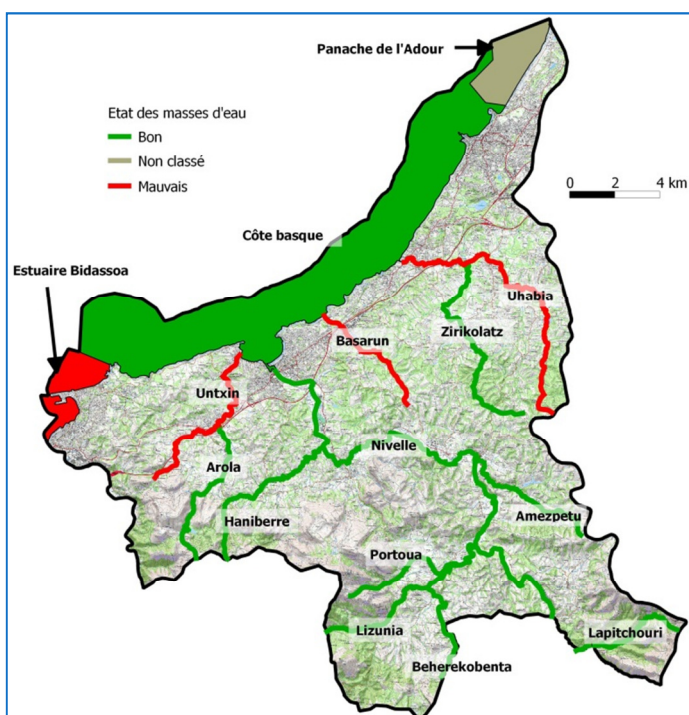 Panache de l'Adour
Etat des masses d'eau
Bon
Non classé
Mauvais
0 2 4 km
Côte basque
Estuaire Bidassoa
Uhabia
Zirikolatz
Basarun
Untxin
Nivelle
Arola
Haniberre
Amezpetu
Portoua
Lizunia
Lapitchouri
Beherekobenta